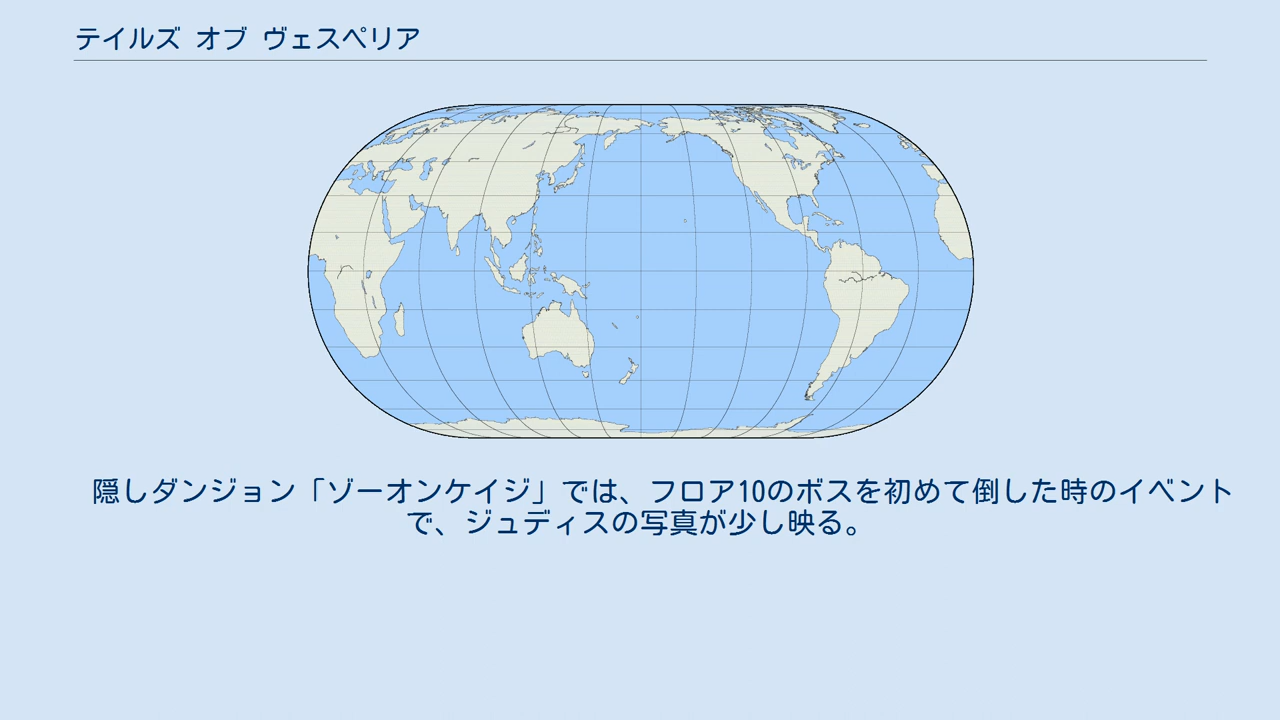 テイルズ オブ ヴェスペリア
隠しダンジョン「ゾーオンケイジ」では、フロア10のボスを初めて倒した時のイベント
で、ジュディスの写真が少し映る。